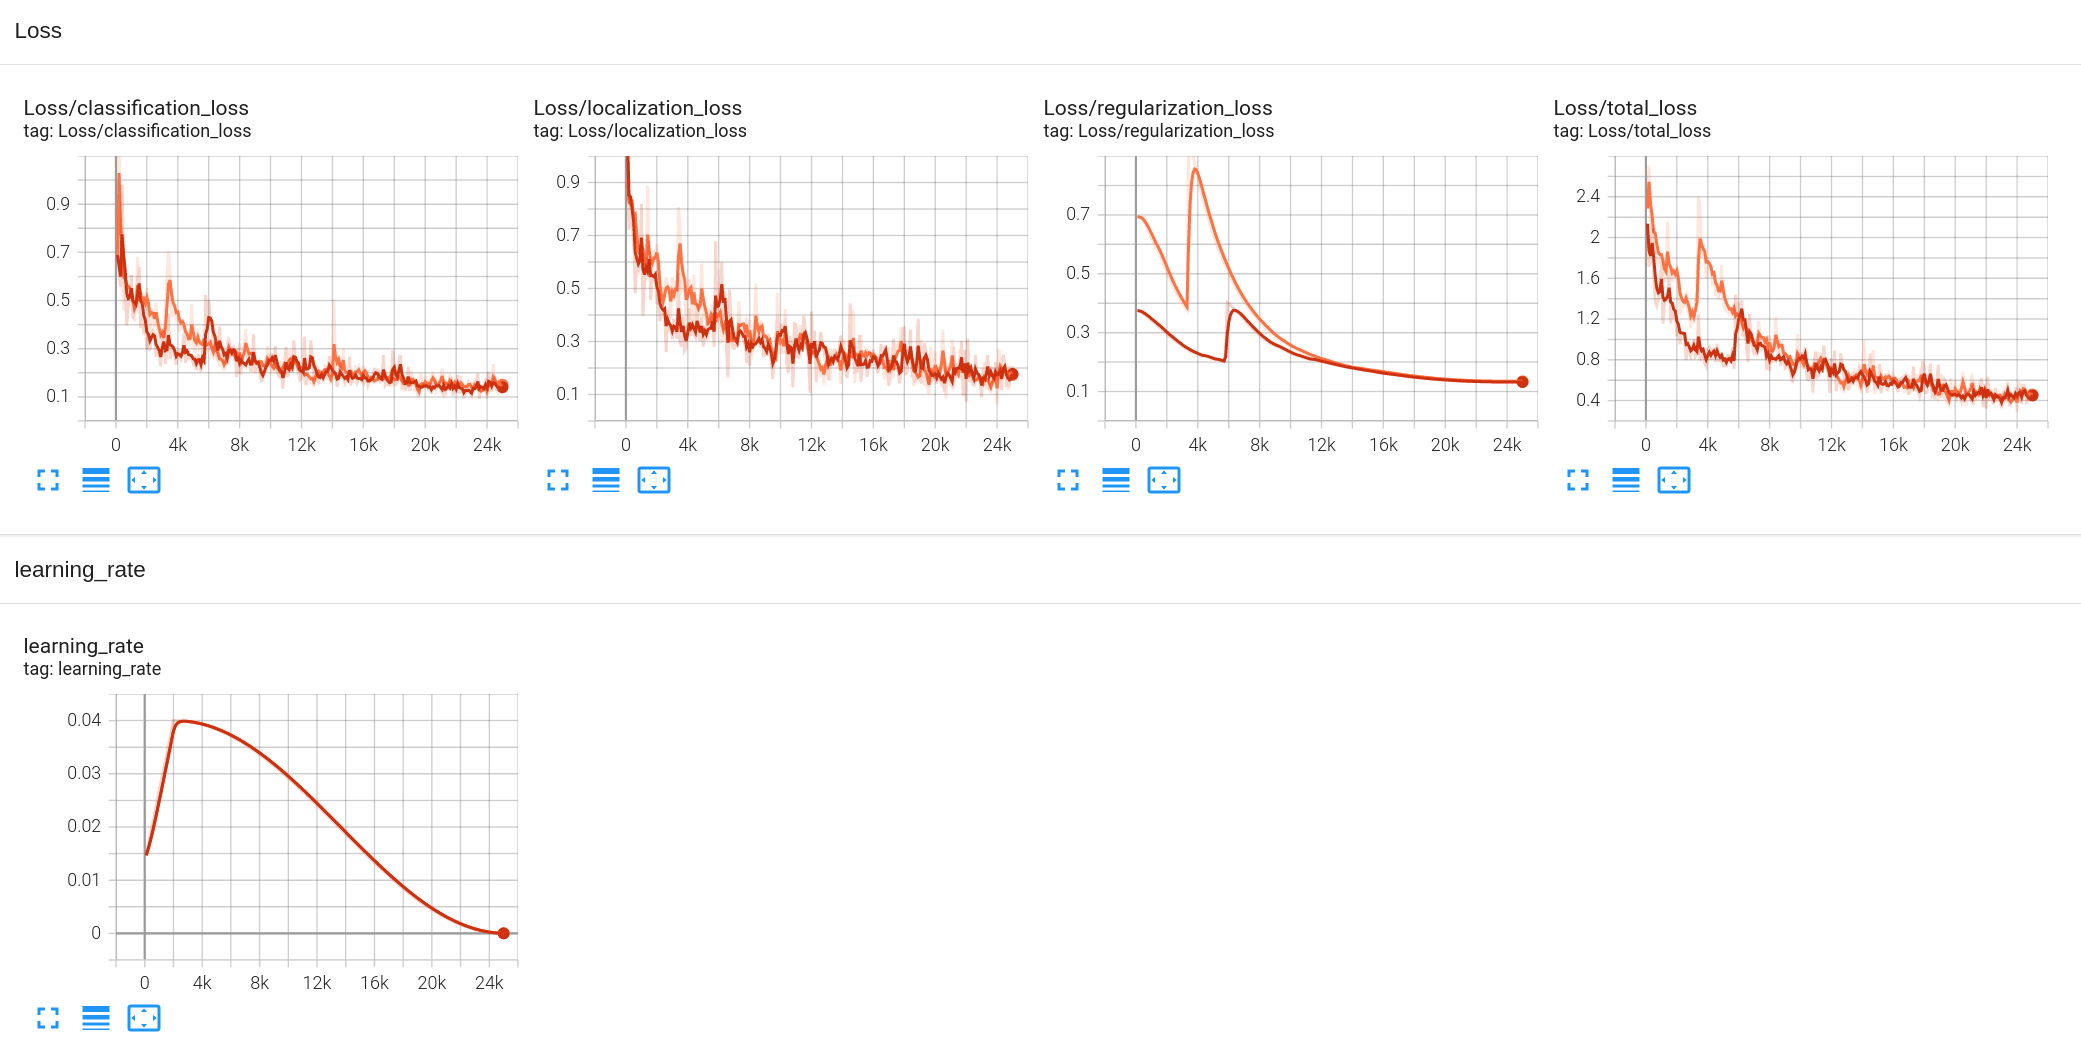 Loss
Loss/classification_loss
tag: Loss/classification_loss
0.9
0.7
0.5
0.3
0.1
0 4k 8k 12k 16k 20k 24k
Loss/localization_loss
tag: Loss/localization_loss
0.9
0.7
0.5
0.3
0.1
0 4k 8k 12k 16k 20k 24k
Loss/regularization_loss
tag: Loss/regularization_loss
0.7
0.5
0.3
0.1
0 4k 8k 12k 16k 20k 24k
Loss/total_loss
tag: Loss/total_loss
2.4
2
1.6
1.2
0.8
0.4
0 4k 8k 12k 16k 20k 24k
learning_rate
learning_rate
tag: learning_rate
0.04
0.03
0.02
0.01
0
0 4k 8k 12k 16k 20k 24k